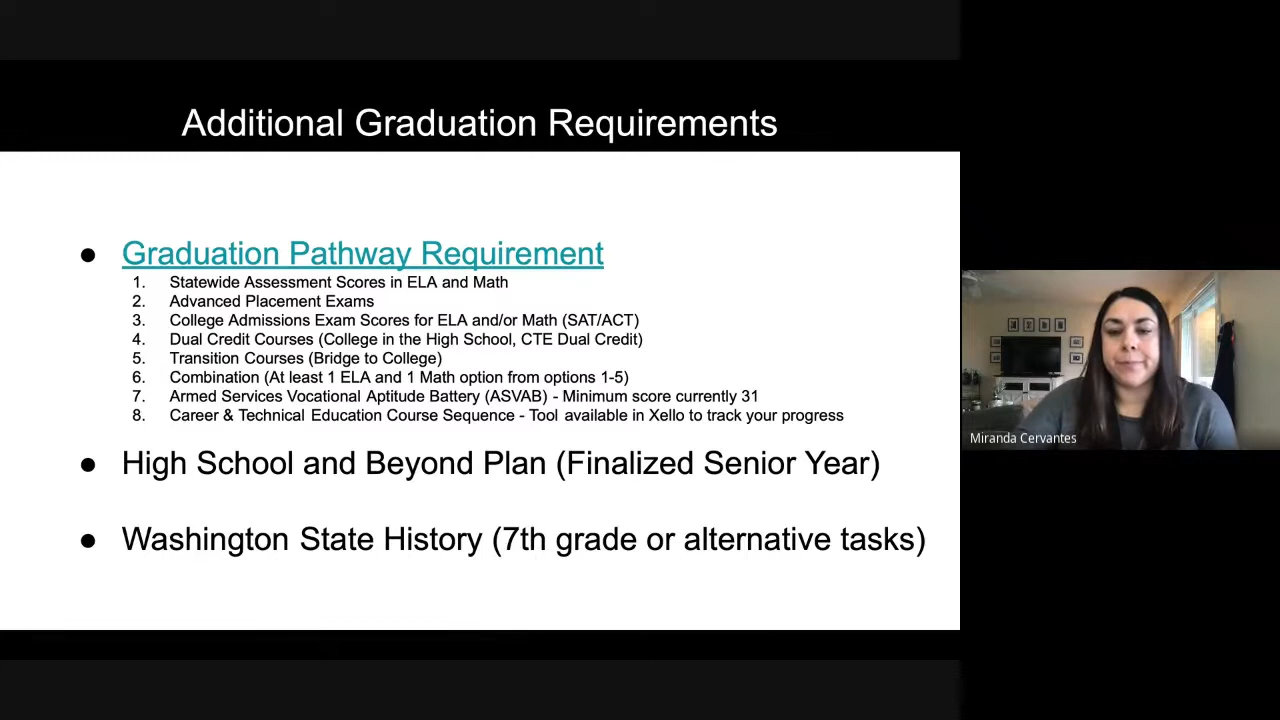 Additional Graduation Requirements
● Graduation Pathway Requirement
1. Statewide Assessment Scores in ELA and Math
2. Advanced Placement Exams
3. College Admissions Exam Scores for ELA and/or Math (SAT/ACT)
4. Dual Credit Courses (College in the High School, CTE Dual Credit)
5. Transition Courses (Bridge to College)
6. Combination (At least 1 ELA and 1 Math option from options 1-5)
7. Armed Services Vocational Aptitude Battery (ASVAB) - Minimum score currently 31
8. Career & Technical Education Course Sequence - Tool available in Xello to track your progress
● High School and Beyond Plan (Finalized Senior Year)
● Washington State History (7th grade or alternative tasks)
Miranda Cervantes